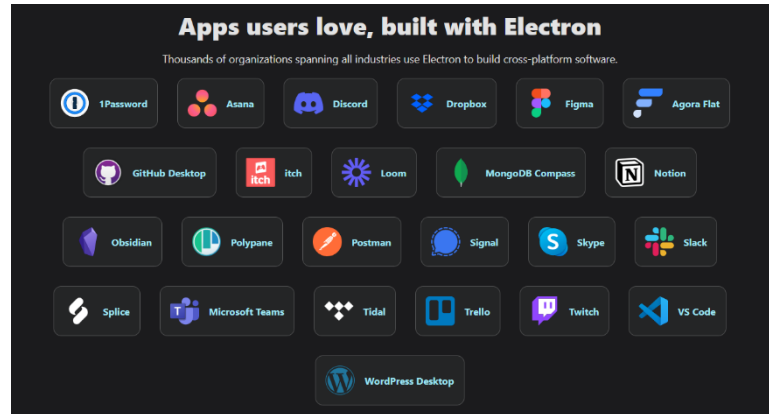 Apps users love, built with Electron
Thousands of organizations spanning all industries use Electron to build cross-platform software.
1Password Asana Discord Dropbox Figma Agora Flat
GitHub Desktop itch itch Loom MongoDB Compass N Notion
Obsidian Polypane Postman Signal S Skype Slack
Splice T Microsoft Teams Tidal Trello Twitch VS Code
W WordPress Desktop